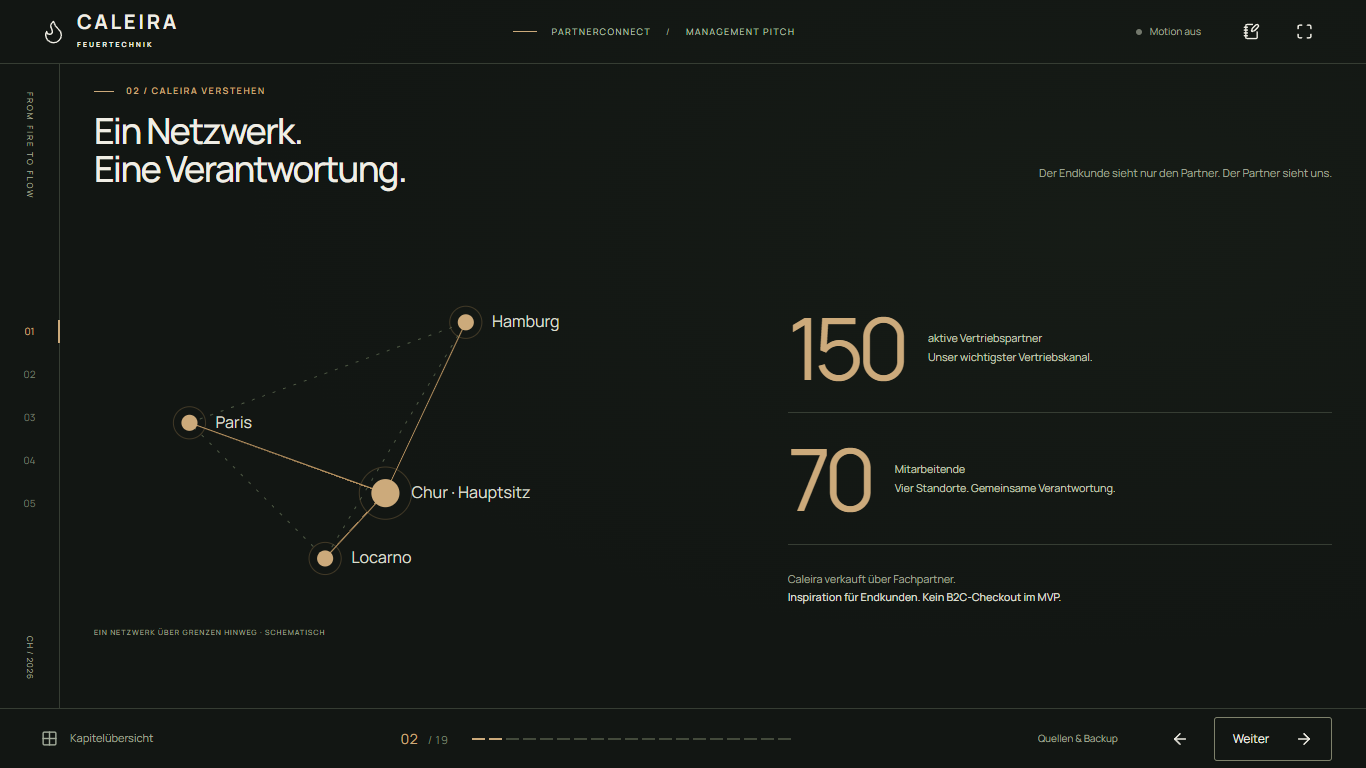 CALEIRA
FEUERTECHNIK
PARTNERCONNECT / MANAGEMENT PITCH
Motion aus
FROM FIRE TO FLOW
02 / CALEIRA VERSTEHEN
Ein Netzwerk.
Eine Verantwortung.
Der Endkunde sieht nur den Partner. Der Partner sieht uns.
01
02
03
04
05
Hamburg
Paris
Chur · Hauptsitz
Locarno
EIN NETZWERK ÜBER GRENZEN HINWEG · SCHEMATISCH
150
aktive Vertriebspartner
Unser wichtigster Vertriebskanal.
70
Mitarbeitende
Vier Standorte. Gemeinsame Verantwortung.
Caleira verkauft über Fachpartner.
Inspiration für Endkunden. Kein B2C-Checkout im MVP.
CH / 2026
Kapitelübersicht
02 / 19
Quellen & Backup
Weiter